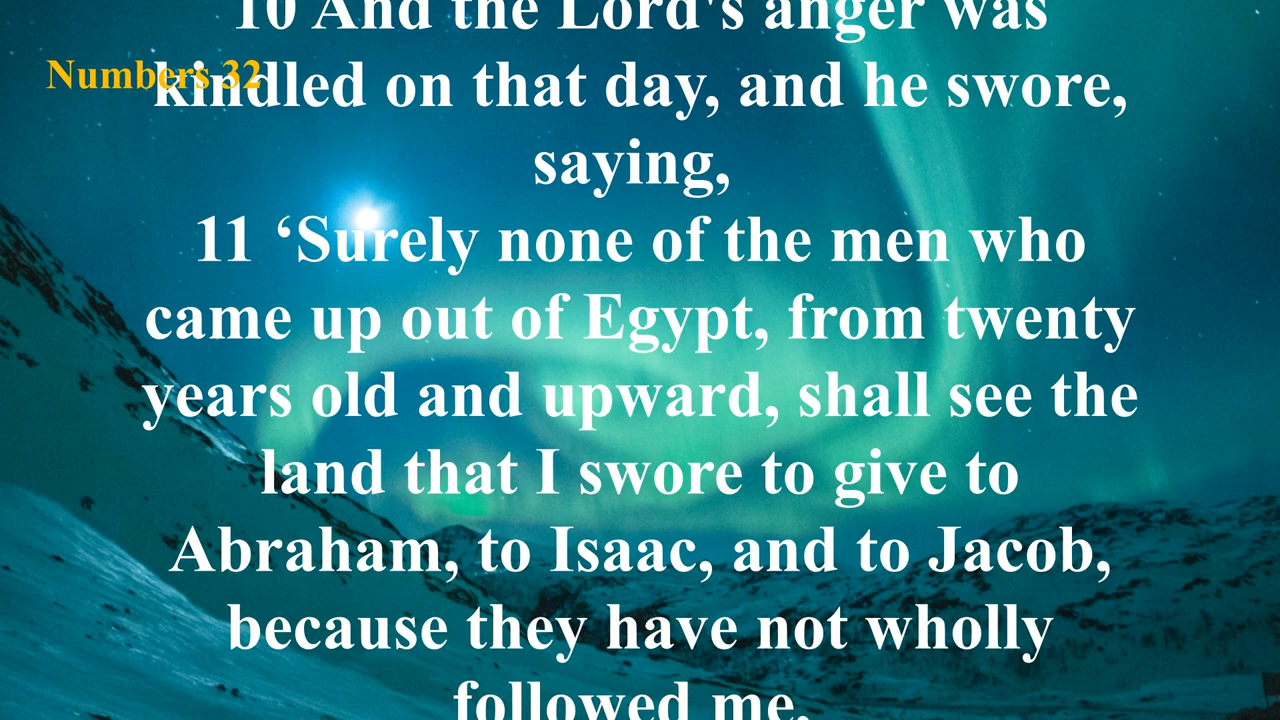 10 And the Lord's anger was
Numbers 32
kindled on that day, and he swore,
saying,
11 ‘Surely none of the men who
came up out of Egypt, from twenty
years old and upward, shall see the
land that I swore to give to
Abraham, to Isaac, and to Jacob,
because they have not wholly
followed me,